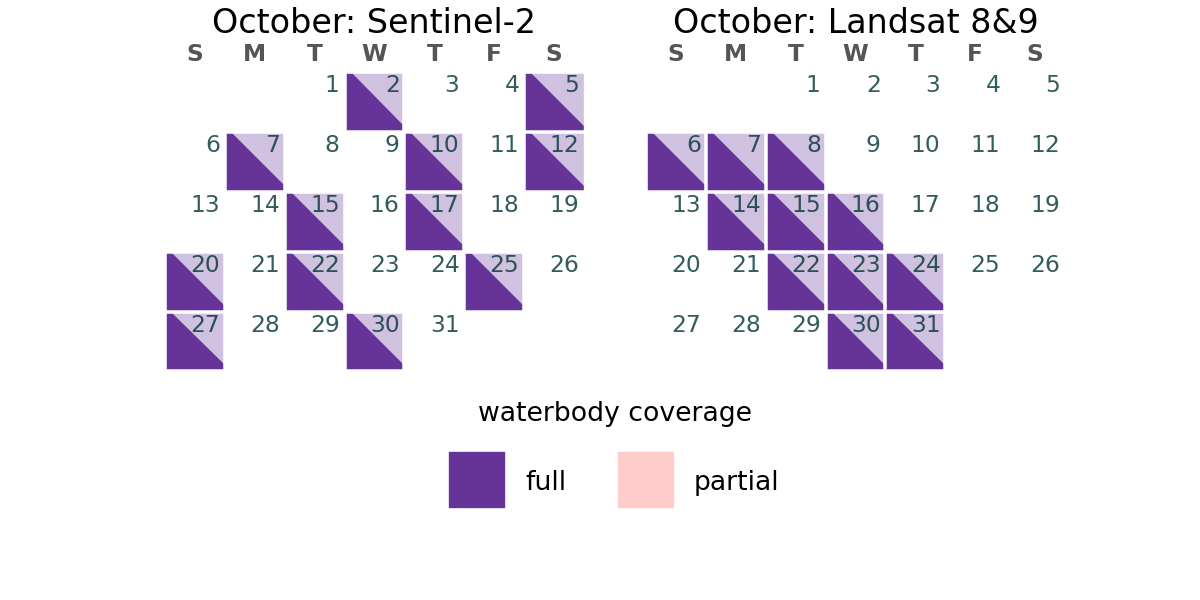 October: Sentinel-2
S M T W T F S
1 2 3 4 5
6 7 8 9 10 11 12
13 14 15 16 17 18 19
20 21 22 23 24 25 26
27 28 29 30 31
October: Landsat 8&9
S M T W T F S
1 2 3 4 5
6 7 8 9 10 11 12
13 14 15 16 17 18 19
20 21 22 23 24 25 26
27 28 29 30 31
waterbody coverage
full partial